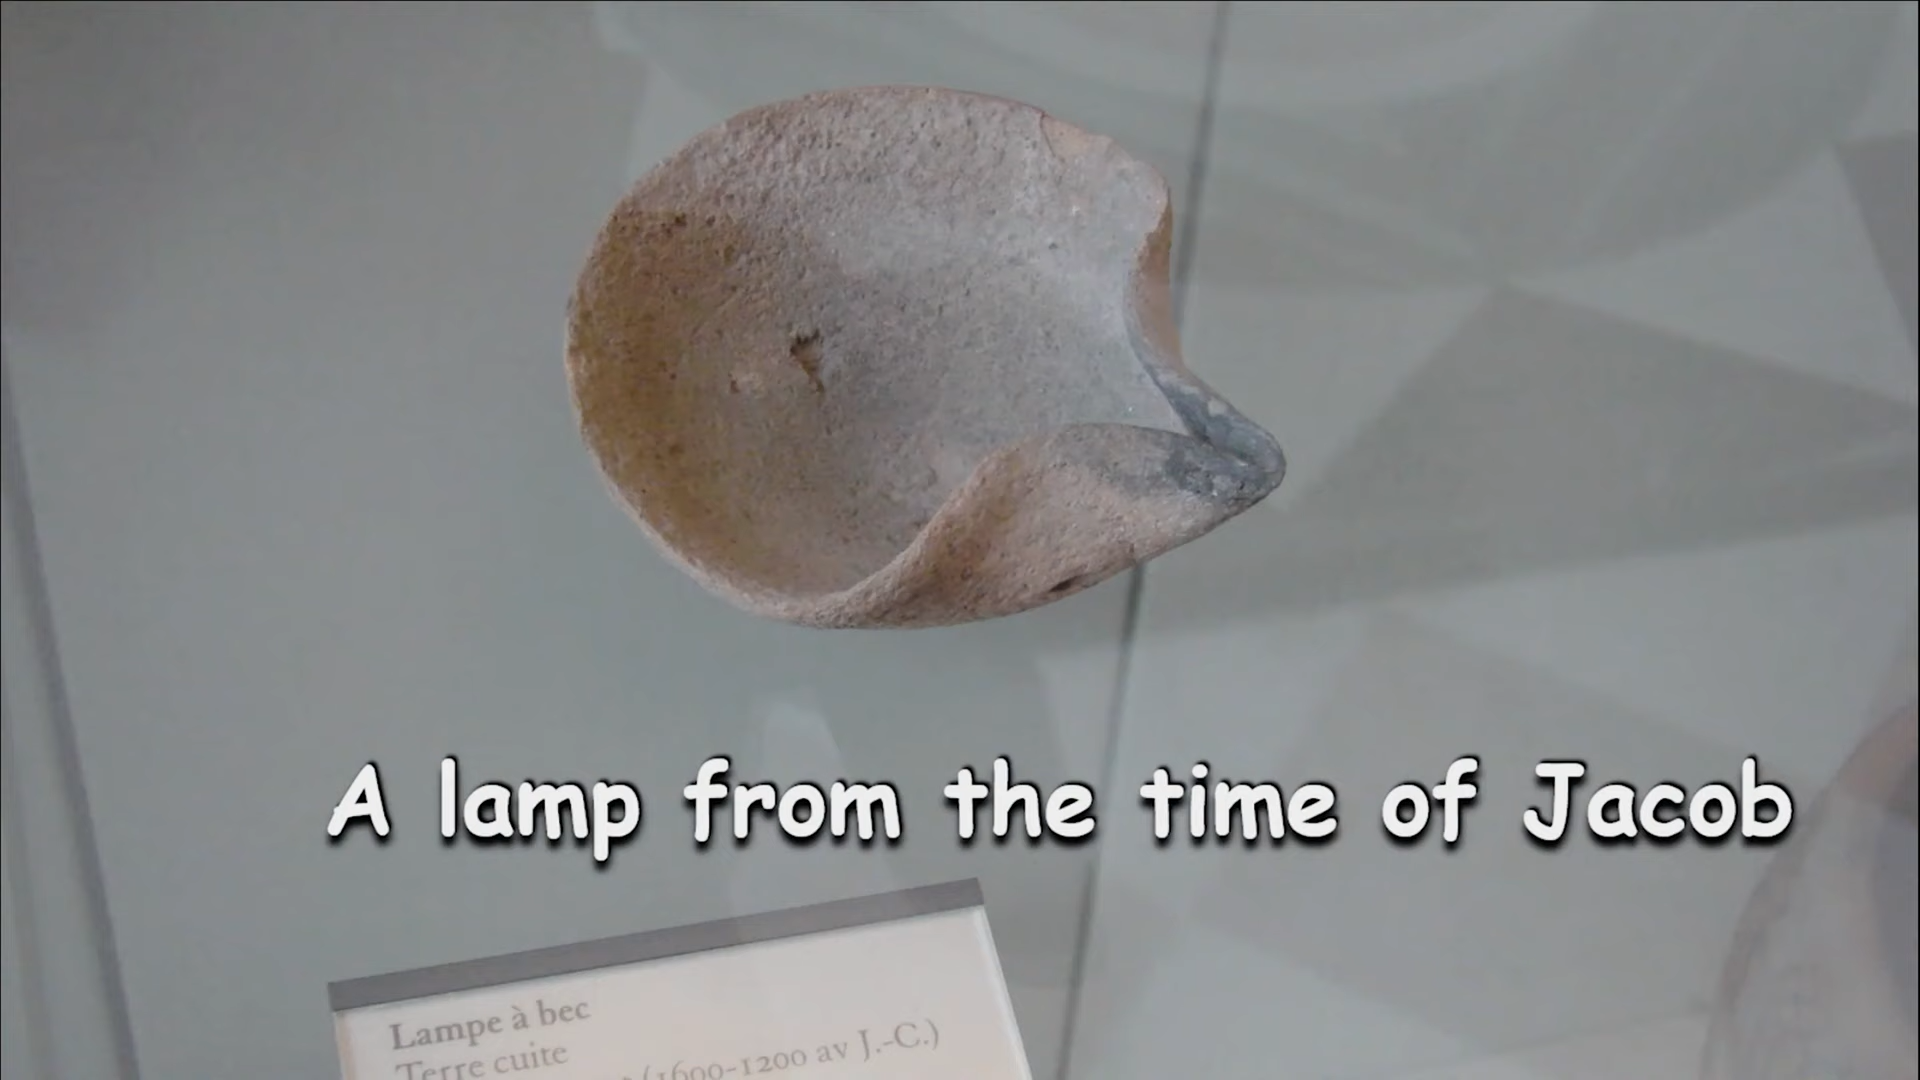 A lamp from the time of Jacob
Lampe à bec
Terre cuite
(1600-1200 av J.-C.)